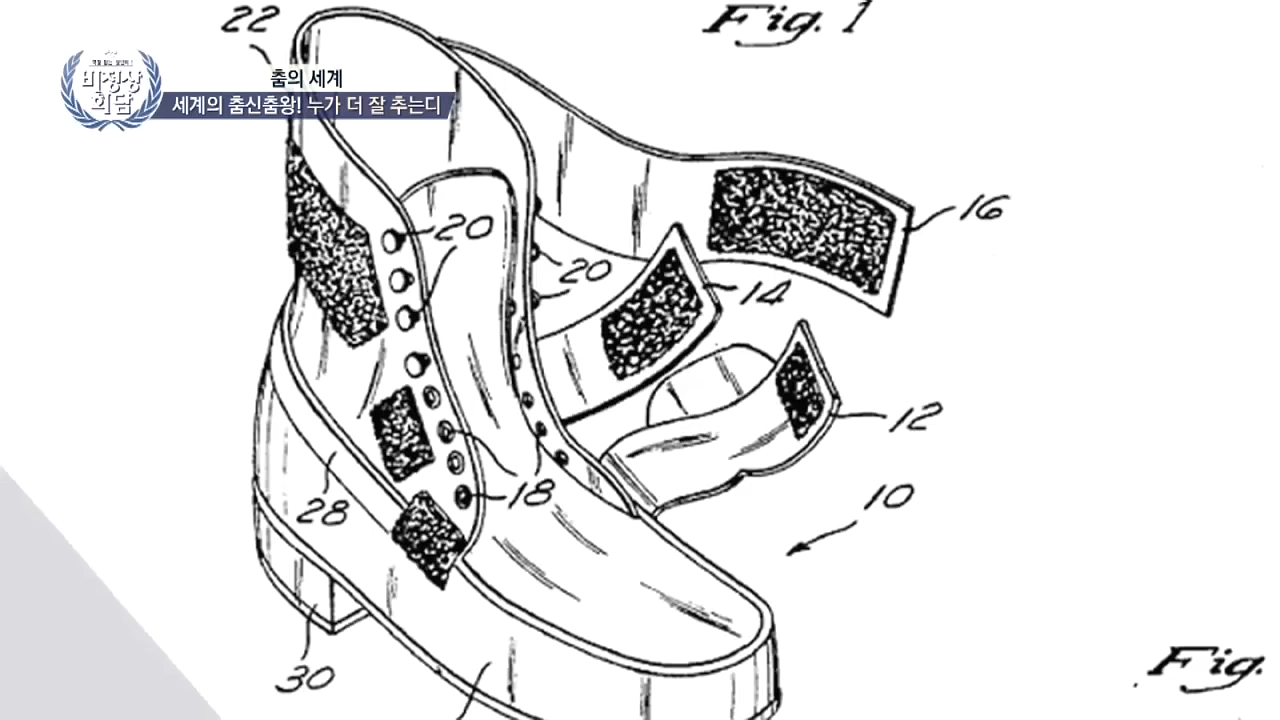 Fig. 1
22
춤의 세계
비정상
회담
세계의 춤신춤왕! 누가 더 잘 추는디
16
20
20
14
12
10
18
28
30
Fig.